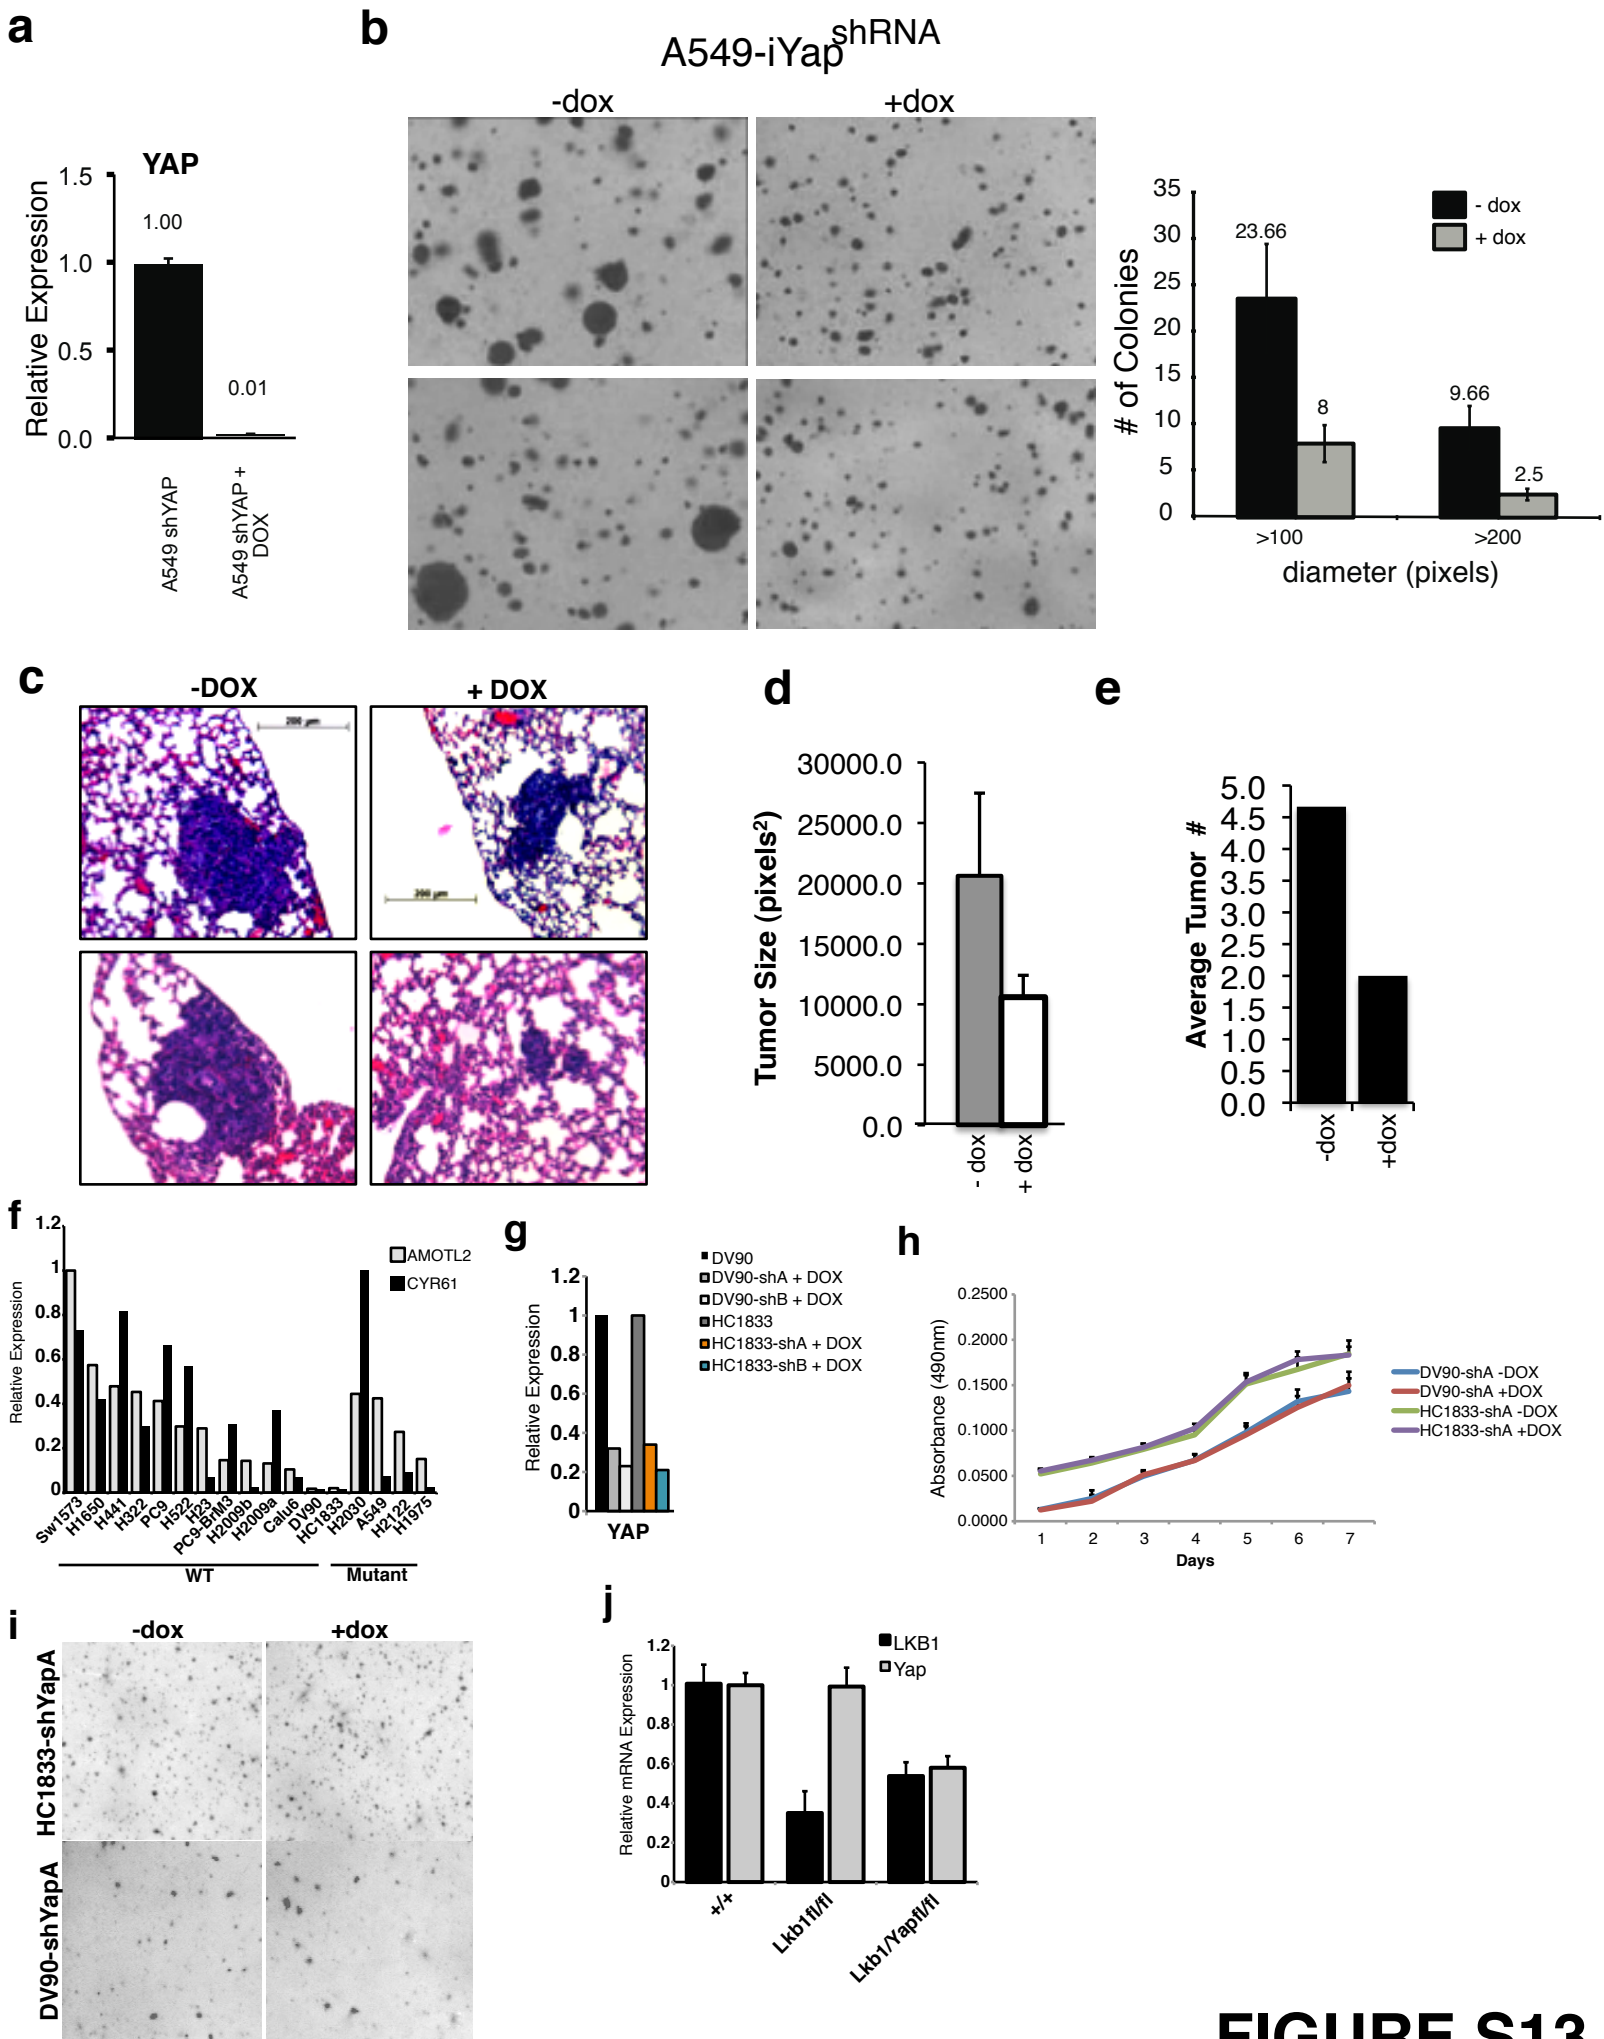 a
YAP
Relative Expression
1.5
1.0
0.5
0.0
1.00
0.01
A549 shYAP
A549 shYAP +
DOX
b
A549-iYap shRNA
-dox
+dox
# of Colonies
35
30
25
20
15
10
5
0
23.66
8
9.66
2.5
- dox
+ dox
>100
>200
diameter (pixels)
c
-DOX
+ DOX
200 µm
200 µm
d
Tumor Size (pixels²)
30000.0
25000.0
20000.0
15000.0
10000.0
5000.0
0.0
- dox
+ dox
e
Average Tumor #
5.0
4.5
4.0
3.5
3.0
2.5
2.0
1.5
1.0
0.5
0.0
-dox
+dox
f
Relative Expression
1.2
1
0.8
0.6
0.4
0.2
0
AMOTL2
CYR61
Sw1573
H1650
H441
H322
PC9
H522
H23
PC9-BrM3
H2009b
H2009a
Calu6
DV90
HC1833
H2030
A549
H2122
H1975
WT
Mutant
g
Relative Expression
1.2
1
0.8
0.6
0.4
0.2
0
YAP
DV90
DV90-shA + DOX
DV90-shB + DOX
HC1833
HC1833-shA + DOX
HC1833-shB + DOX
h
Absorbance (490nm)
0.2500
0.2000
0.1500
0.1000
0.0500
0.0000
1 2 3 4 5 6 7
Days
DV90-shA -DOX
DV90-shA +DOX
HC1833-shA -DOX
HC1833-shA +DOX
i
-dox
+dox
HC1833-shYapA
DV90-shYapA
j
Relative mRNA Expression
1.2
1
0.8
0.6
0.4
0.2
0
LKB1
Yap
+/+
Lkb1fl/fl
Lkb1/Yapfl/fl
FIGURE S13